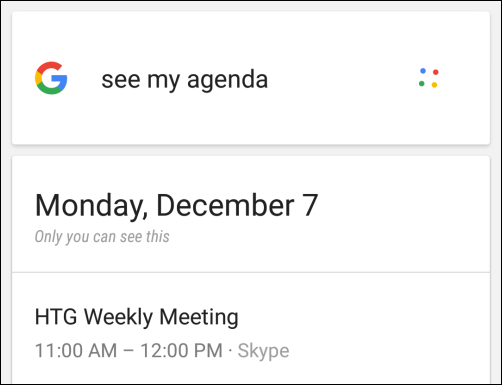 see my agenda
Monday, December 7
Only you can see this
HTG Weekly Meeting
11:00 AM – 12:00 PM · Skype